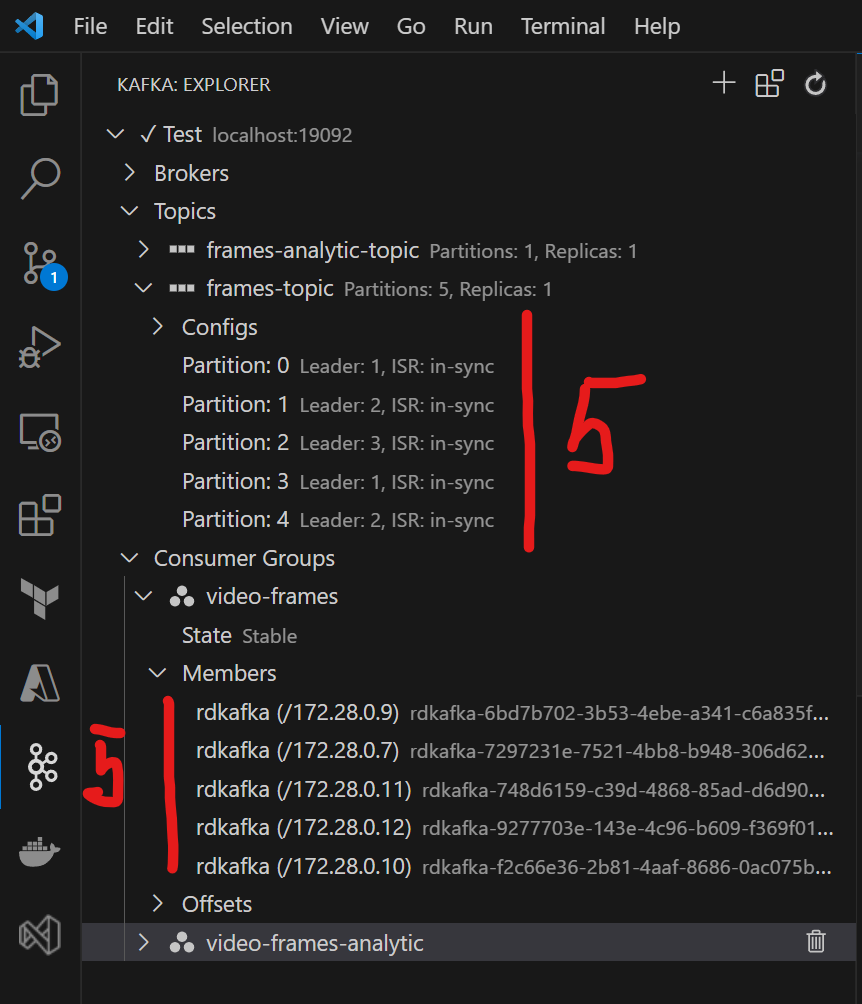 File Edit Selection View Go Run Terminal Help
KAFKA: EXPLORER
✓ Test localhost:19092
Brokers
Topics
1
frames-analytic-topic Partitions: 1, Replicas: 1
frames-topic Partitions: 5, Replicas: 1
Configs
Partition: 0 Leader: 1, ISR: in-sync
Partition: 1 Leader: 2, ISR: in-sync
Partition: 2 Leader: 3, ISR: in-sync
Partition: 3 Leader: 1, ISR: in-sync
Partition: 4 Leader: 2, ISR: in-sync
5
Consumer Groups
video-frames
State Stable
Members
rdkafka (/172.28.0.9) rdkafka-6bd7b702-3b53-4ebe-a341-c6a835f...
rdkafka (/172.28.0.7) rdkafka-7297231e-7521-4bb8-b948-306d62...
rdkafka (/172.28.0.11) rdkafka-748d6159-c39d-4868-85ad-d6d90...
rdkafka (/172.28.0.12) rdkafka-9277703e-143e-4c96-b609-f369f01...
rdkafka (/172.28.0.10) rdkafka-f2c66e36-2b81-4aaf-8686-0ac075b...
5
Offsets
video-frames-analytic